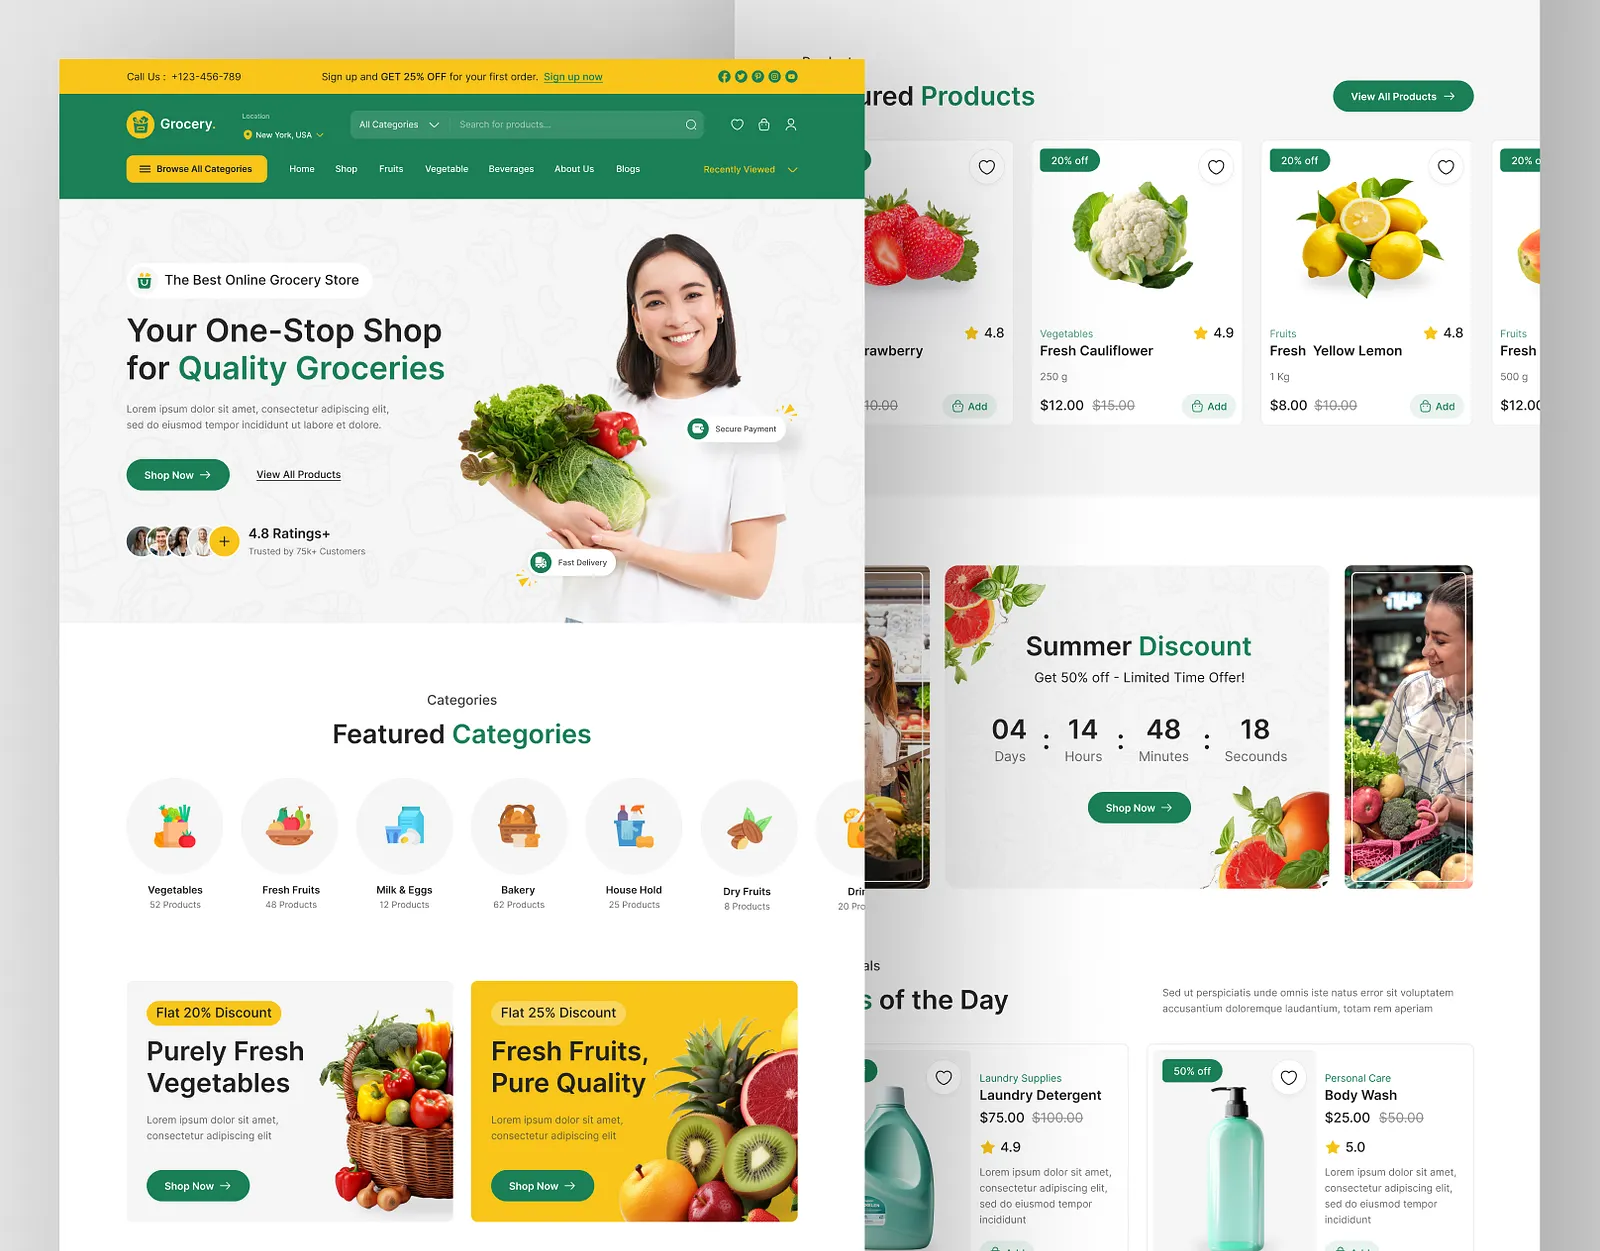 Call Us : +123-456-789
Sign up and GET 25% OFF for your first order. Sign up now
Grocery.
Location
New York, USA
All Categories
Search for products...
Browse All Categories
Home
Shop
Fruits
Vegetable
Beverages
About Us
Blogs
Recently Viewed
The Best Online Grocery Store
Your One-Stop Shop
for Quality Groceries
Lorem ipsum dolor sit amet, consectetur adipiscing elit,
sed do eiusmod tempor incididunt ut labore et dolore.
Shop Now
View All Products
4.8 Ratings+
Trusted by 75k+ Customers
Secure Payment
Fast Delivery
Categories
Featured Categories
Vegetables
52 Products
Fresh Fruits
48 Products
Milk & Eggs
12 Products
Bakery
62 Products
House Hold
25 Products
Dry Fruits
8 Products
20
Flat 20% Discount
Purely Fresh
Vegetables
Lorem ipsum dolor sit amet,
consectetur adipiscing elit
Shop Now
Flat 25% Discount
Fresh Fruits,
Pure Quality
Lorem ipsum dolor sit amet,
consectetur adipiscing elit
Shop Now
Products
View All Products
4.8
20% off
Vegetables
4.9
Fresh Cauliflower
250 g
$12.00 $15.00
Add
20% off
Fruits
4.8
Fresh Yellow Lemon
1 Kg
$8.00 $10.00
Add
Add
20%
Fruits
Fresh
500 g
Summer Discount
Get 50% off - Limited Time Offer!
04 : 14 : 48 : 18
Days Hours Minutes Secounds
Shop Now
of the Day
Sed ut perspiciatis unde omnis iste natus error sit voluptatem
accusantium doloremque laudantium, totam rem aperiam
Laundry Supplies
Laundry Detergent
$75.00 $100.00
4.9
Lorem ipsum dolor sit amet,
consectetur adipiscing elit,
sed do eiusmod tempor
incididunt
50% off
Personal Care
Body Wash
$25.00 $50.00
5.0
Lorem ipsum dolor sit amet,
consectetur adipiscing elit,
sed do eiusmod tempor
incididunt